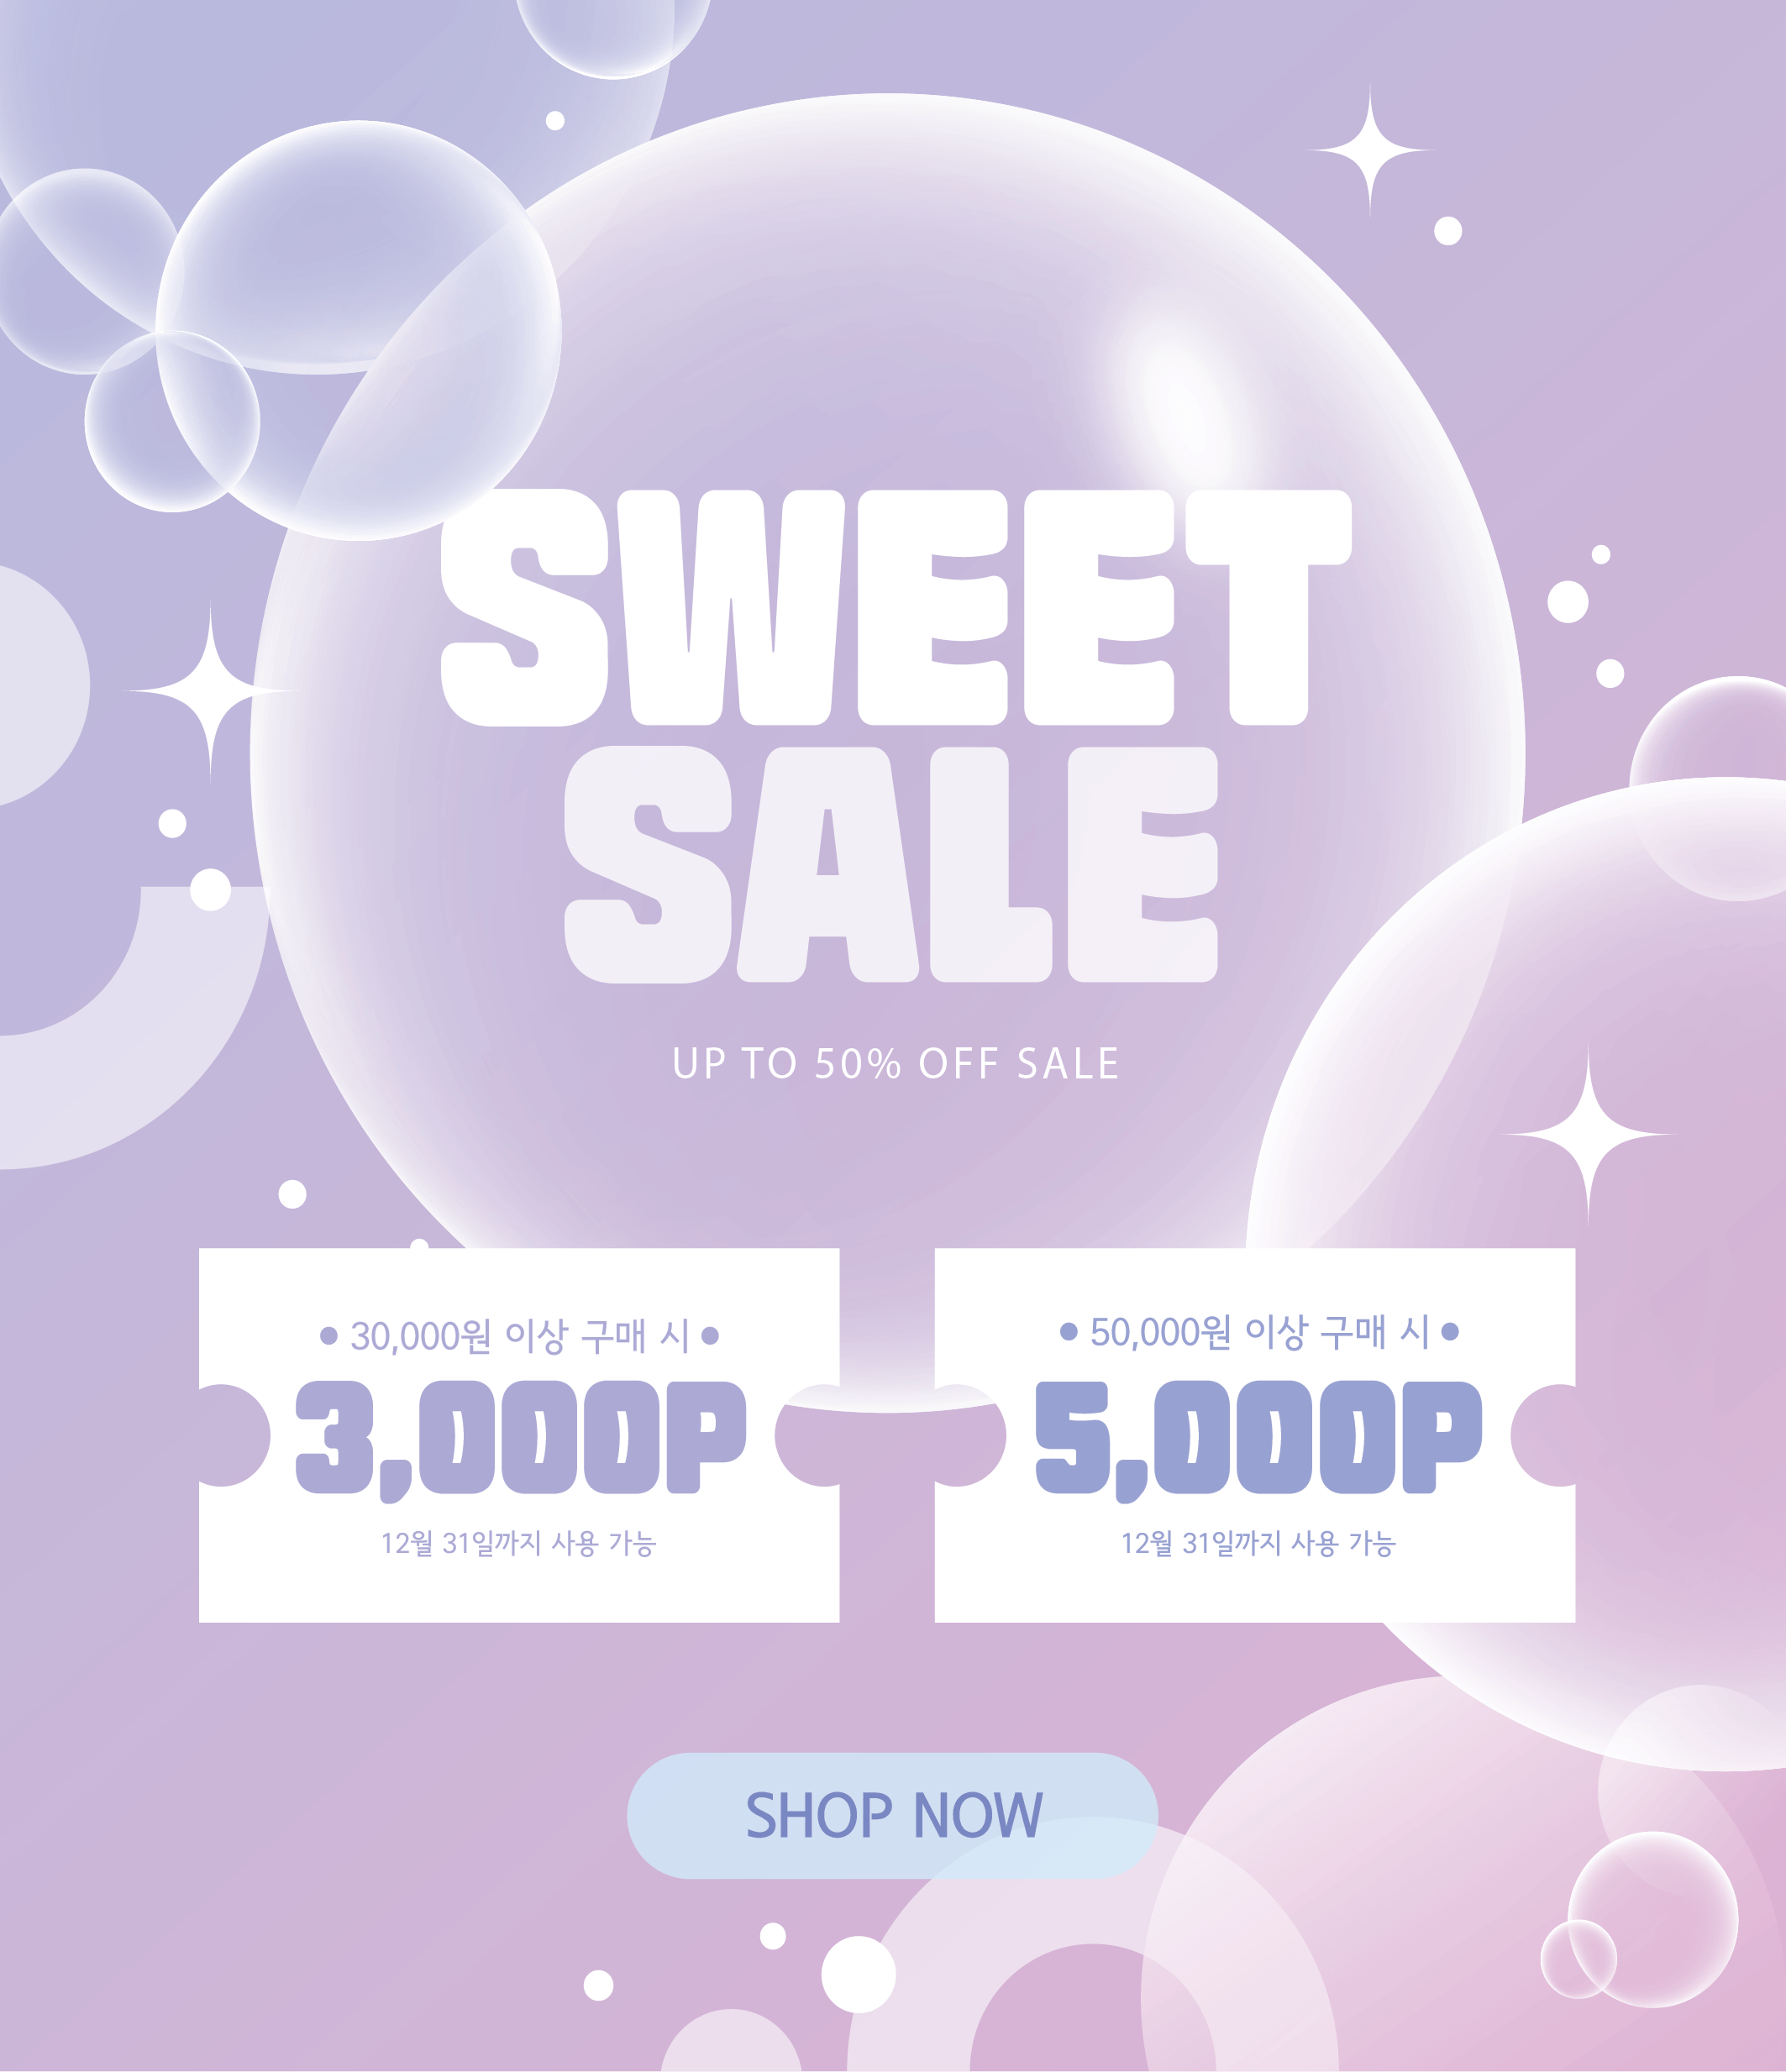 SWEET
SALE
UP TO 50% OFF SALE
• 30,000원 이상 구매 시 •
3,000P
12월 31일까지 사용 가능
• 50,000원 이상 구매 시 •
5,000P
12월 31일까지 사용 가능
SHOP NOW